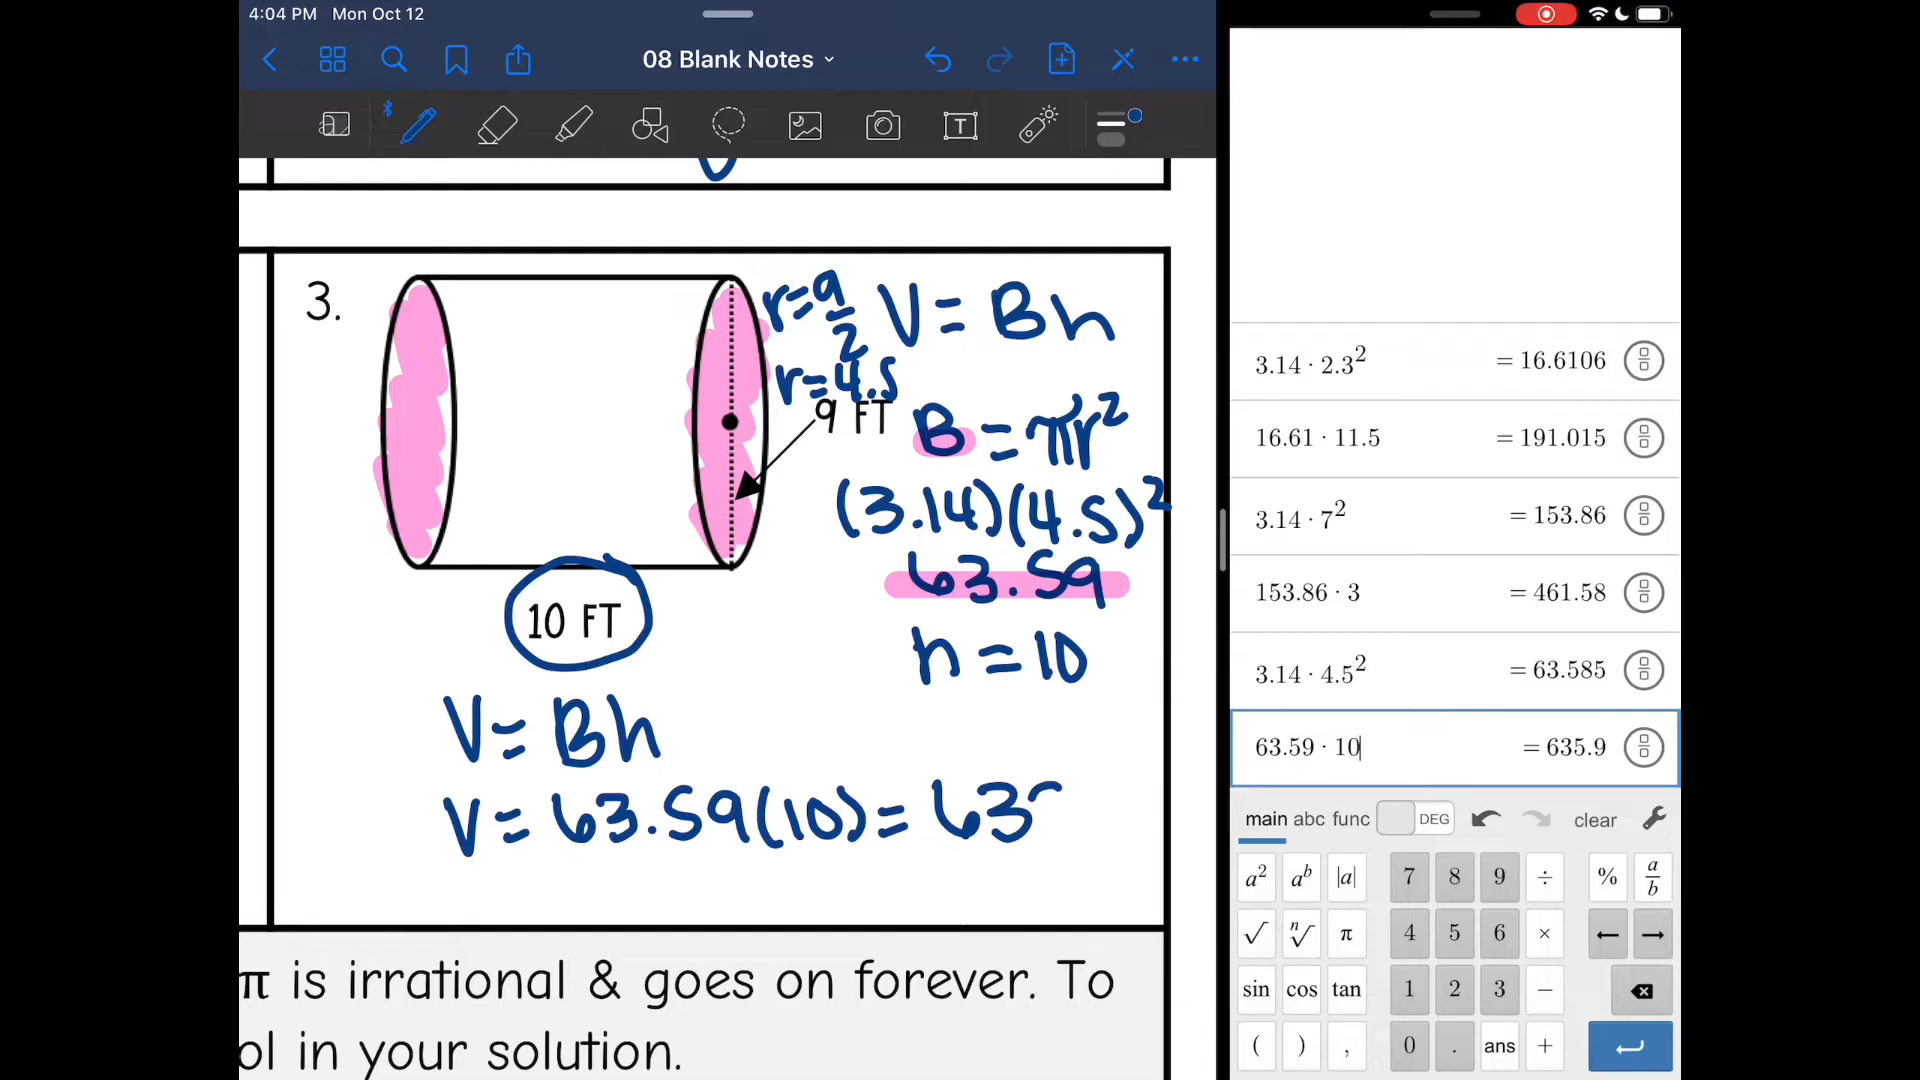 4:04 PM Mon Oct 12
08 Blank Notes
3.
r=9/2
V = Bh
r=4.5
9 FT
B = πr²
(3.14)(4.5)²
63.59
10 FT
h = 10
V = Bh
V = 63.59(10) = 63
π is irrational & goes on forever. To
ol in your solution.
3.14 · 2.3² = 16.6106
16.61 · 11.5 = 191.015
3.14 · 7² = 153.86
153.86 · 3 = 461.58
3.14 · 4.5² = 63.585
63.59 · 10 = 635.9
main abc func DEG clear
a² aᵇ |a| 7 8 9 ÷ % a/b
√ ⁿ√ π 4 5 6 × ← →
sin cos tan 1 2 3 −
( ) , 0 . ans +